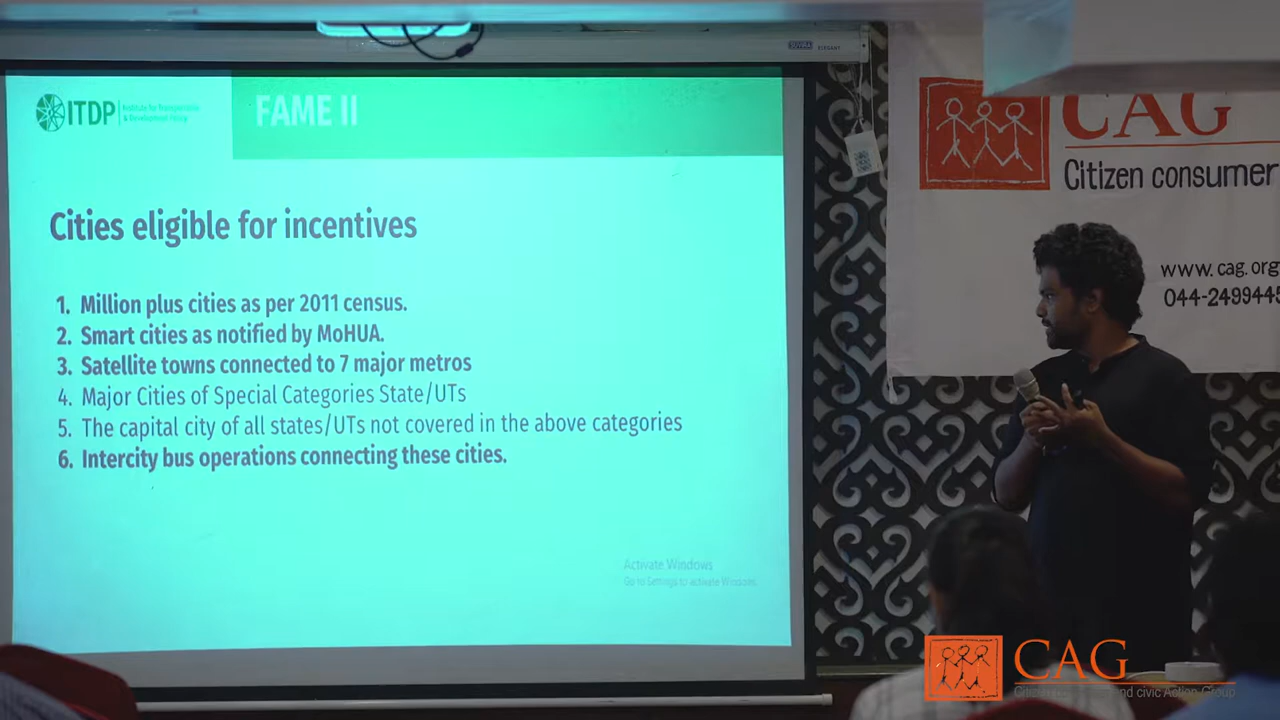 ITDP
Institute for Transportation
& Development Policy
FAME II
Cities eligible for incentives
1. Million plus cities as per 2011 census.
2. Smart cities as notified by MoHUA.
3. Satellite towns connected to 7 major metros
4. Major Cities of Special Categories State/UTs
5. The capital city of all states/UTs not covered in the above categories
6. Intercity bus operations connecting these cities.
Activate Windows
Go to Settings to activate Windows.
CAG
Citizen consumer
www.cag.org
044-2499445
CAG
and civic Action Group